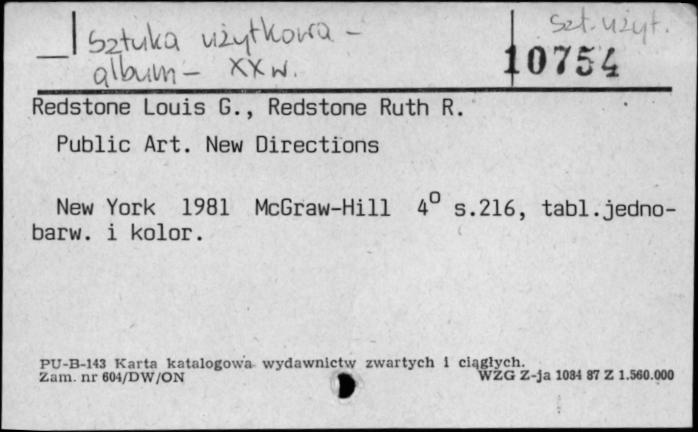 Sztuka użytkowa – szt. użyt.
album – XX w. 10754
Redstone Louis G., Redstone Ruth R.
Public Art. New Directions
New York 1981 McGraw-Hill 4° s.216, tabl.jedno-
barw. i kolor.
PU-B-143 Karta katalogowa wydawnictw zwartych i ciągłych.
Zam. nr 604/DW/ON WZG Z-ja 1084 87 Z 1.560.000